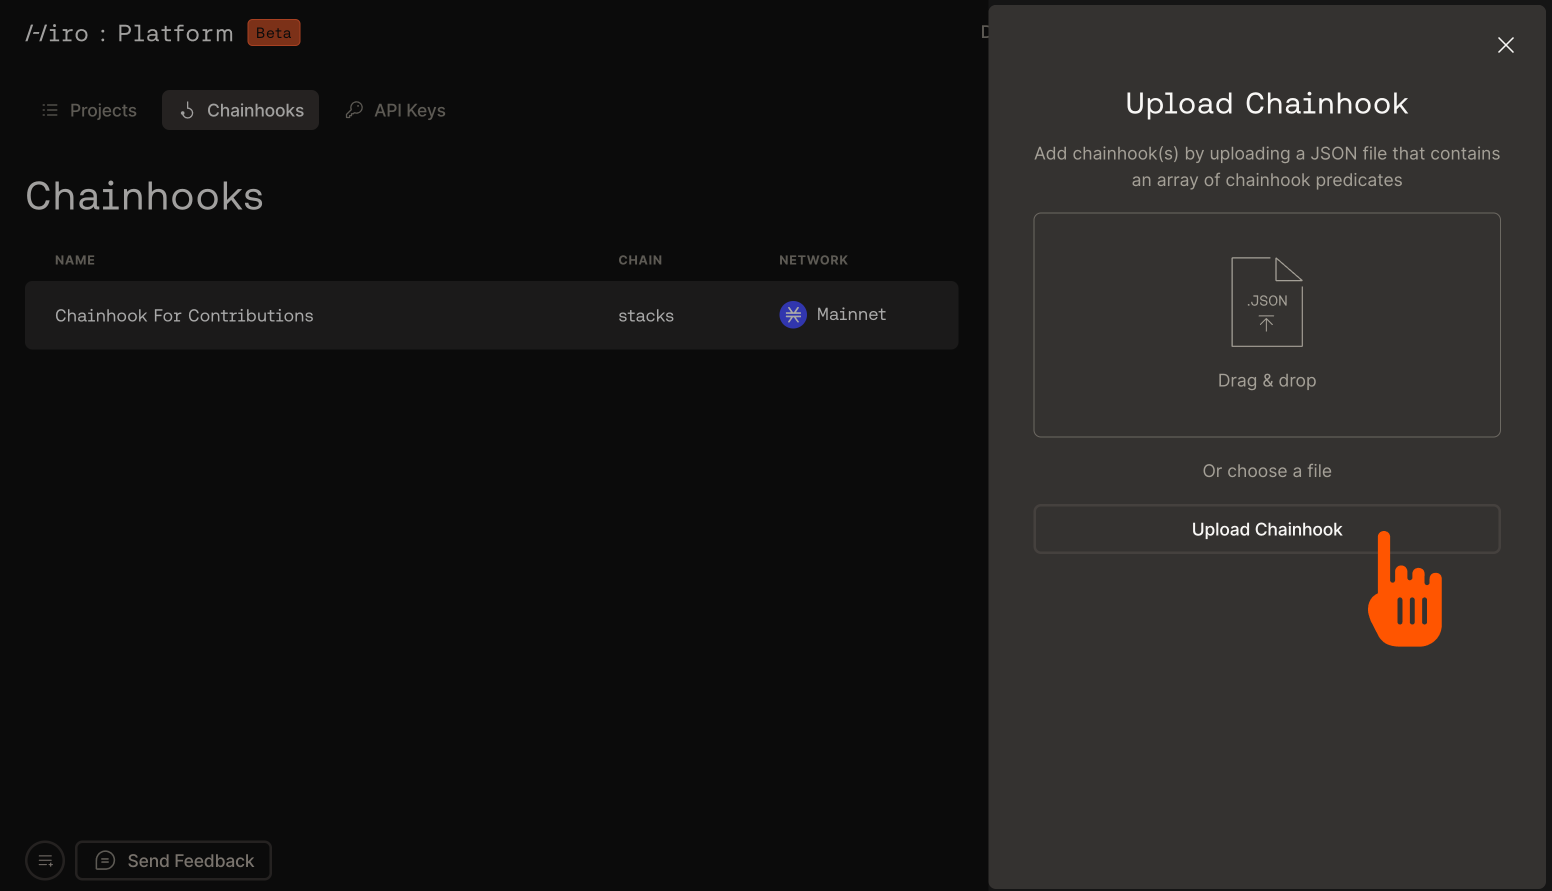 Hiro : Platform
Beta
Projects
Chainhooks
API Keys
Chainhooks
NAME CHAIN NETWORK
Chainhook For Contributions stacks Mainnet
Send Feedback
Upload Chainhook
Add chainhook(s) by uploading a JSON file that contains
an array of chainhook predicates
.JSON
Drag & drop
Or choose a file
Upload Chainhook